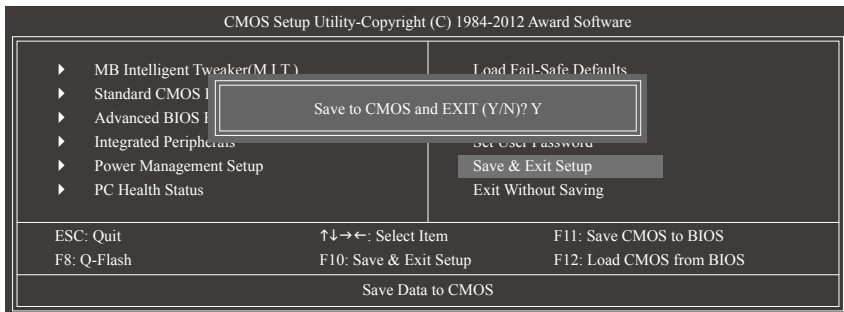 CMOS Setup Utility-Copyright (C) 1984-2012 Award Software
MB Intelligent Tweaker(M.I.T.)
Standard CMOS
Advanced BIOS
Integrated Peripherals
Power Management Setup
PC Health Status
Load Fail-Safe Defaults
Set User Password
Save & Exit Setup
Exit Without Saving
Save to CMOS and EXIT (Y/N)? Y
ESC: Quit
↑↓→←: Select Item
F11: Save CMOS to BIOS
F8: Q-Flash
F10: Save & Exit Setup
F12: Load CMOS from BIOS
Save Data to CMOS